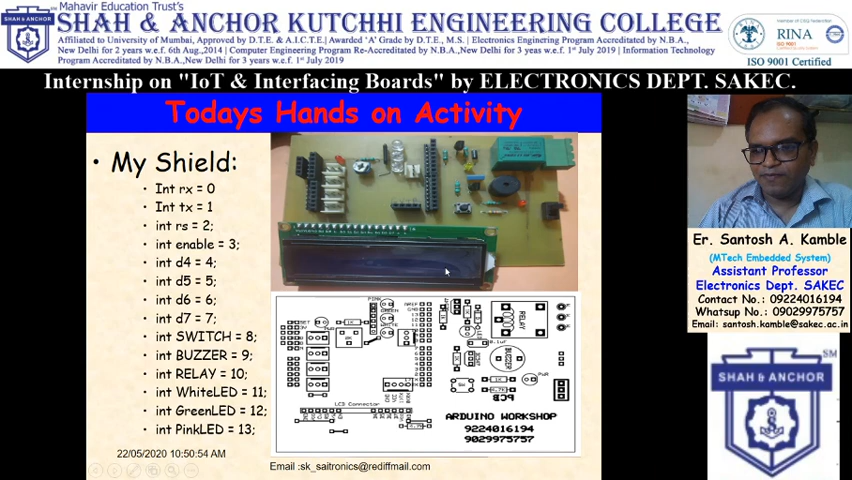 Mahavir Education Trust's
SHAH & ANCHOR KUTCHHI ENGINEERING COLLEGE
Affiliated to University of Mumbai, Approved by D.T.E & A.I.C.T.E| Awarded 'A' Grade by D.T.E, M.S. | Electronics Engineering Program Accredited by N.B.A.,
New Delhi for 2 years w.e.f. 6th Aug.,2014 | Computer Engineering Program Re-Accredited by N.B.A.,New Delhi for 3 yeas w.e.f. 1st July 2019 | Information Technology
Program Accredited by N.B.A.,New Delhi for 3 years w.e.f. 1st July 2019
RINA
ISO 9001 Certified
Internship on "IoT & Interfacing Boards" by ELECTRONICS DEPT. SAKEC.
Todays Hands on Activity
• My Shield:
• Int rx = 0
• Int tx = 1
• int rs = 2;
• int enable = 3;
• int d4 = 4;
• int d5 = 5;
• int d6 = 6;
• int d7 = 7;
• int SWITCH = 8;
• int BUZZER = 9;
• int RELAY = 10;
• int WhiteLED = 11;
• int GreenLED = 12;
• int PinkLED = 13;
PINK
GREEN
WHITE
RELAY
BUZZER
PWR
LCD Connector
PCB
ARDUINO WORKSHOP
9224016194
9029975757
22/05/2020 10:50:54 AM
Email :sk_saitronics@rediffmail.com
Er. Santosh A. Kamble
(MTech Embedded System)
Assistant Professor
Electronics Dept. SAKEC
Contact No.: 09224016194
Whatsup No.: 09029975757
Email: santosh.kamble@sakec.ac.in
SM
SHAH & ANCHOR